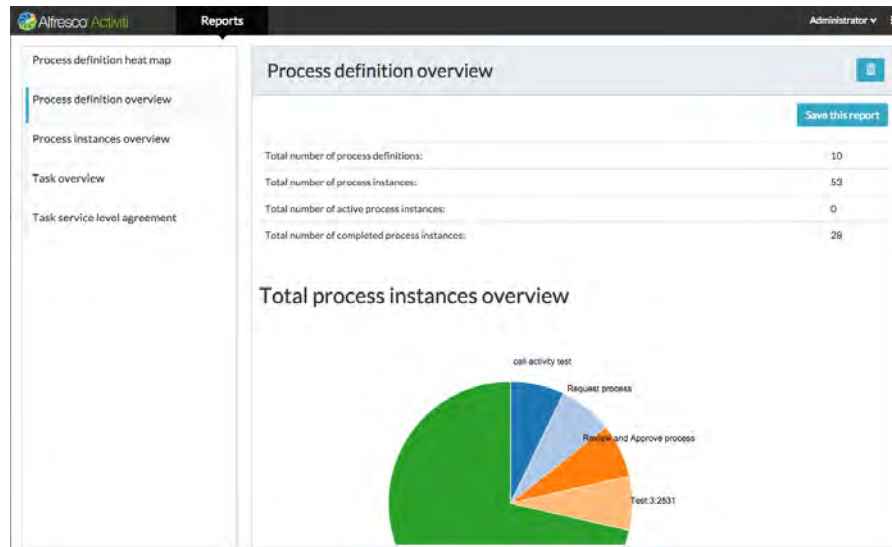 Alfresco Activiti
Reports
Administrator
Process definition heat map
Process definition overview
Process instances overview
Task overview
Task service level agreement
Process definition overview
Save this report
Total number of process definitions: 10
Total number of process instances: 53
Total number of active process instances: 0
Total number of completed process instances: 28
Total process instances overview
call activity test
Request process
Review and Approve process
Test:3:2531